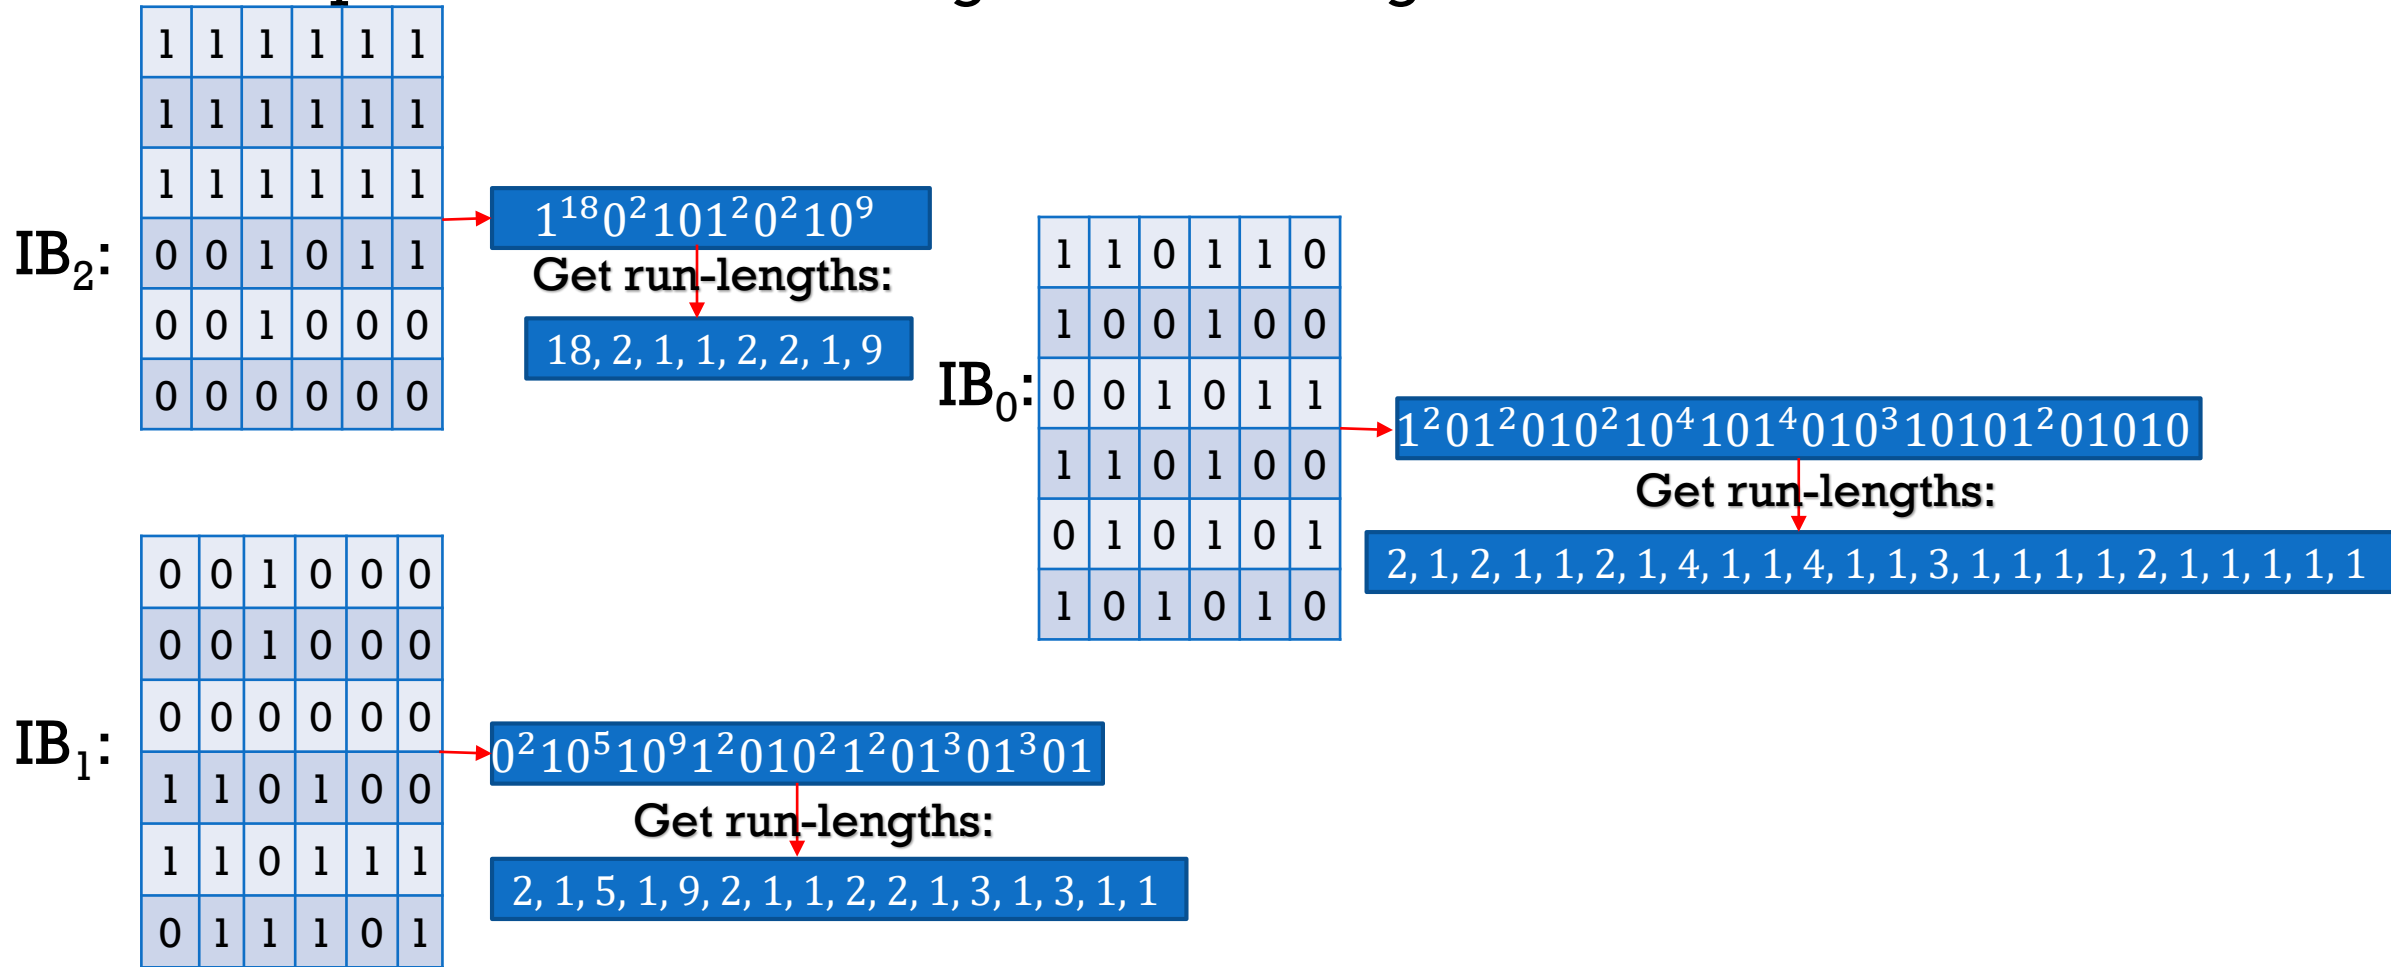 IB₂:
1 1 1 1 1 1
1 1 1 1 1 1
1 1 1 1 1 1
0 0 1 0 1 1
0 0 1 0 0 0
0 0 0 0 0 0
1¹⁸0²101²0²10⁹
Get run-lengths:
18, 2, 1, 1, 2, 2, 1, 9
IB₁:
0 0 1 0 0 0
0 0 1 0 0 0
0 0 0 0 0 0
1 1 0 1 0 0
1 1 0 1 1 1
0 1 1 1 0 1
0²10⁵10⁹1²010²1²01³01³01
Get run-lengths:
2, 1, 5, 1, 9, 2, 1, 1, 2, 2, 1, 3, 1, 3, 1, 1
IB₀:
1 1 0 1 1 0
1 0 0 1 0 0
0 0 1 0 1 1
1 1 0 1 0 0
0 1 0 1 0 1
1 0 1 0 1 0
1²01²010²10⁴101⁴010³10101²01010
Get run-lengths:
2, 1, 2, 1, 1, 2, 1, 4, 1, 1, 4, 1, 1, 3, 1, 1, 1, 1, 2, 1, 1, 1, 1, 1